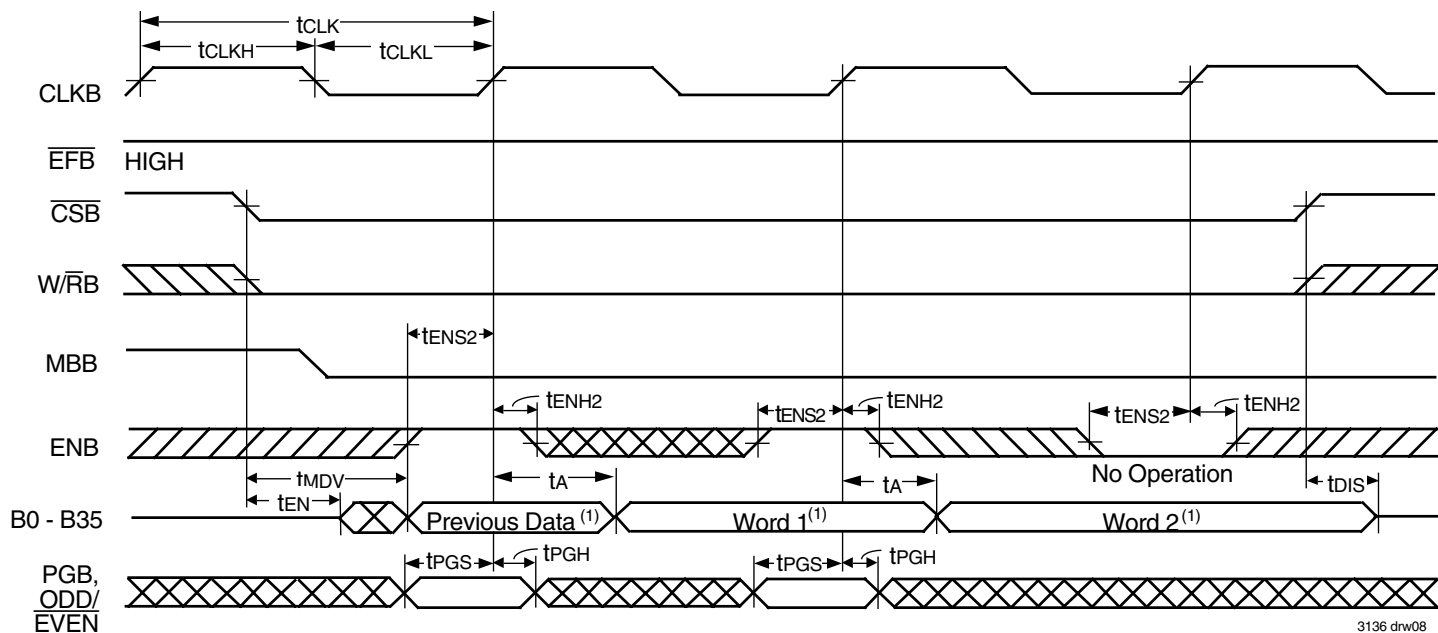 tCLK
tCLKH
tCLKL
CLKB
EFB
HIGH
CSB
W/RB
tENS2
MBB
tENH2
tENS2
tENH2
tENS2
tENH2
ENB
No Operation
tMDV
tA
tA
tDIS
tEN
B0 - B35
Previous Data (1)
Word 1(1)
Word 2(1)
tPGS
tPGH
tPGS
tPGH
PGB,
ODD/
EVEN
3136 drw08